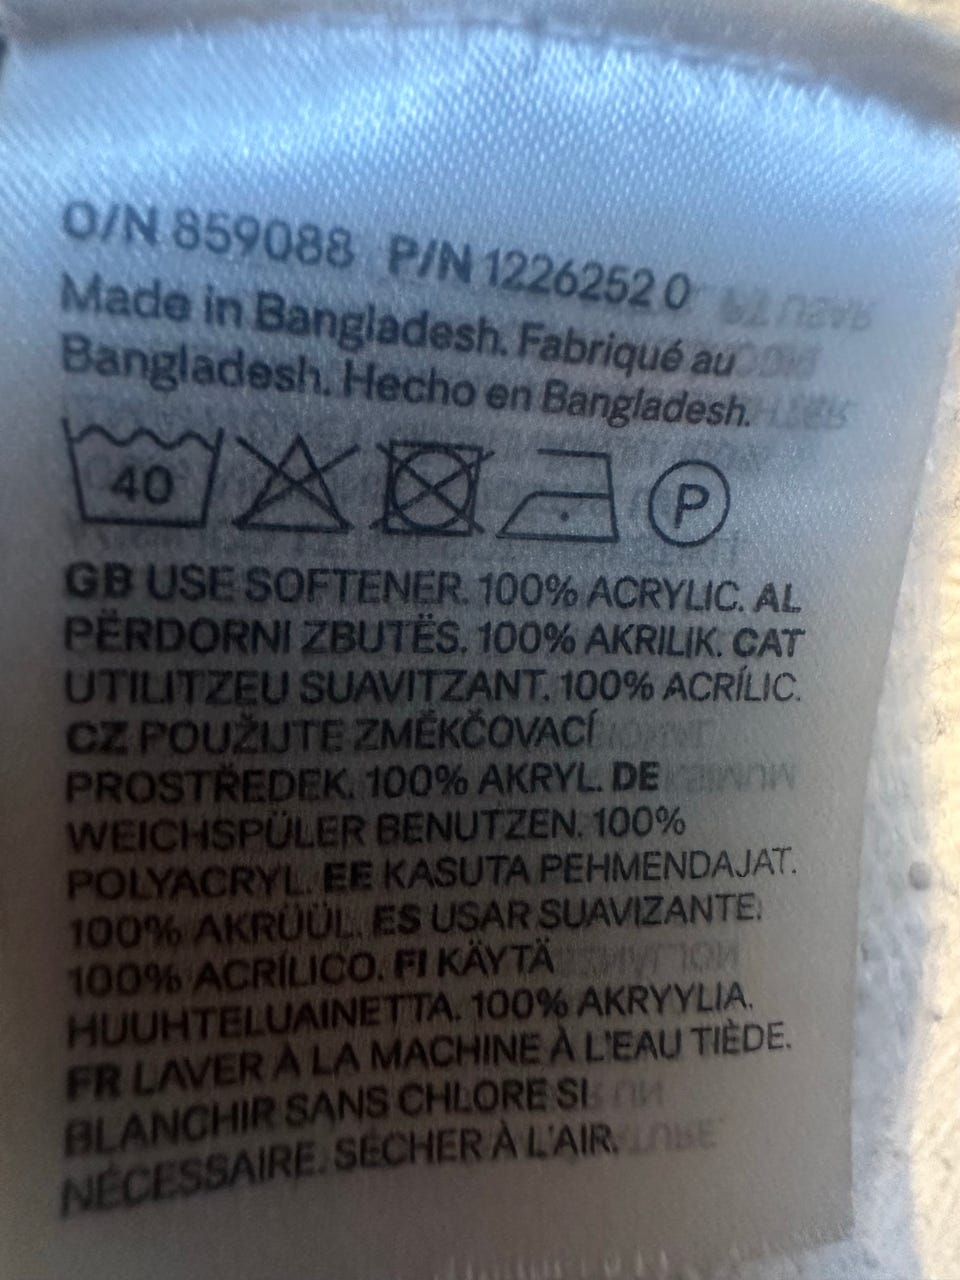 O/N 859088 P/N 1226252 0
Made in Bangladesh. Fabriqué au
Bangladesh. Hecho en Bangladesh.
40 P
GB USE SOFTENER. 100% ACRYLIC. AL
PËRDORNI ZBUTËS. 100% AKRILIK. CAT
UTILITZEU SUAVITZANT. 100% ACRÍLIC.
CZ POUŽIJTE ZMĚKČOVACÍ
PROSTŘEDEK. 100% AKRYL. DE
WEICHSPÜLER BENUTZEN. 100%
POLYACRYL. EE KASUTA PEHMENDAJAT.
100% AKRÜÜL. ES USAR SUAVIZANTE.
100% ACRÍLICO. FI KÄYTÄ
HUUHTELUAINETTA. 100% AKRYYLIA.
FR LAVER À LA MACHINE À L'EAU TIÈDE.
BLANCHIR SANS CHLORE SI
NÉCESSAIRE. SÉCHER À L'AIR.